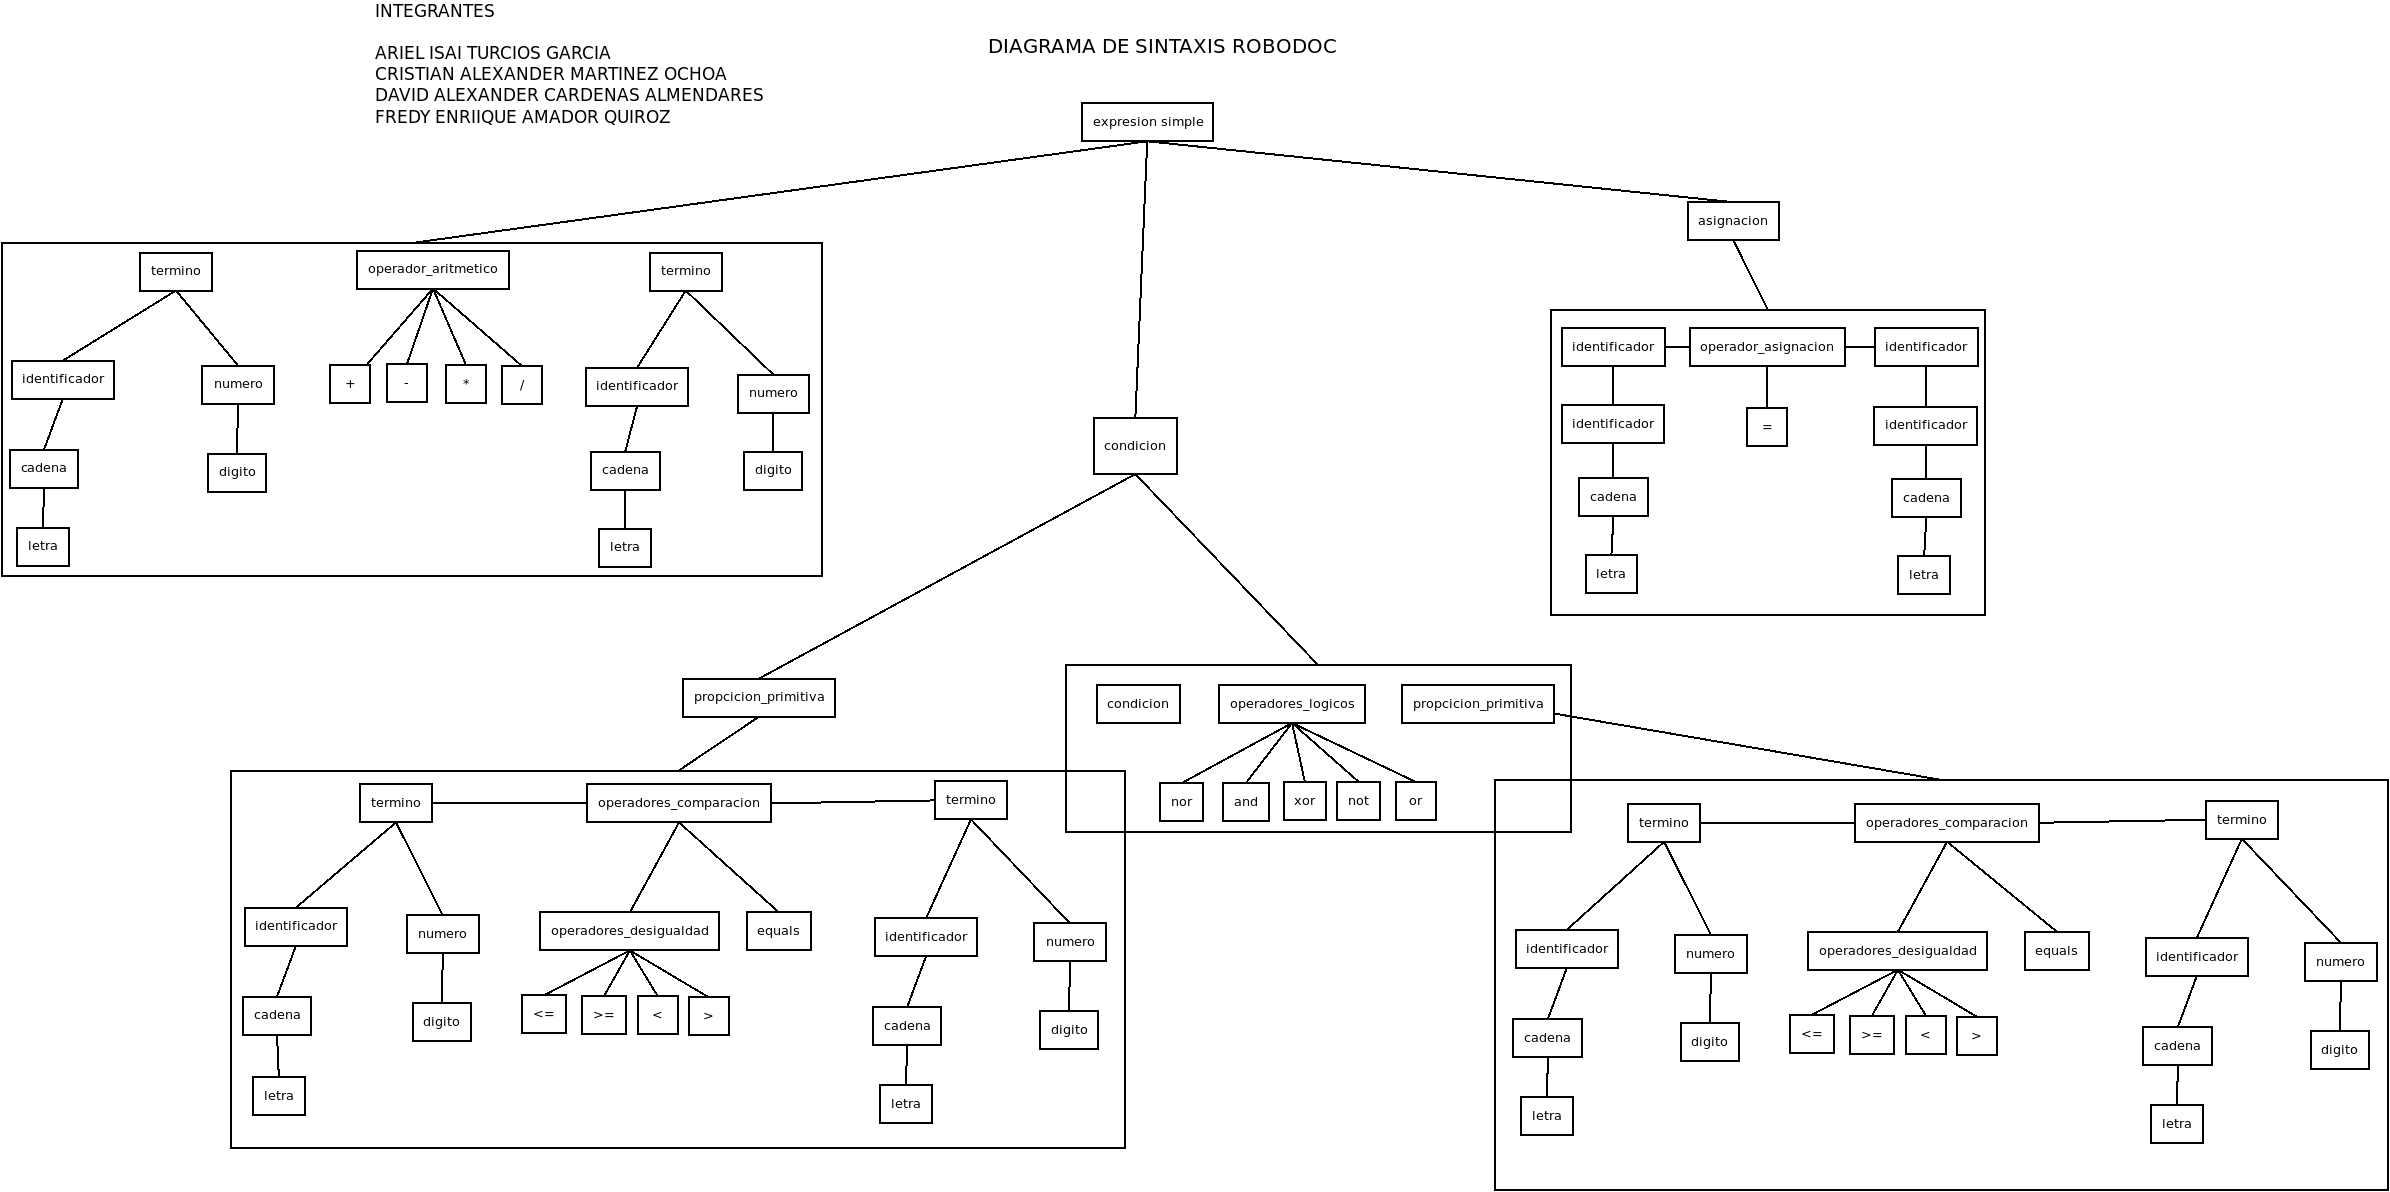 INTEGRANTES
ARIEL ISAI TURCIOS GARCIA
CRISTIAN ALEXANDER MARTINEZ OCHOA
DAVID ALEXANDER CARDENAS ALMENDARES
FREDY ENRIIQUE AMADOR QUIROZ
DIAGRAMA DE SINTAXIS ROBODOC
expresion simple
asignacion
termino
operador_aritmetico
termino
identificador
numero
+
-
*
/
identificador
numero
cadena
digito
cadena
digito
letra
letra
condicion
identificador
operador_asignacion
identificador
identificador
=
identificador
cadena
cadena
letra
letra
propcicion_primitiva
condicion
operadores_logicos
propcicion_primitiva
nor
and
xor
not
or
termino
operadores_comparacion
termino
identificador
numero
operadores_desigualdad
equals
identificador
numero
cadena
digito
<=
>=
<
>
cadena
digito
letra
letra
termino
operadores_comparacion
termino
identificador
numero
operadores_desigualdad
equals
identificador
numero
cadena
digito
<=
>=
<
>
cadena
digito
letra
letra